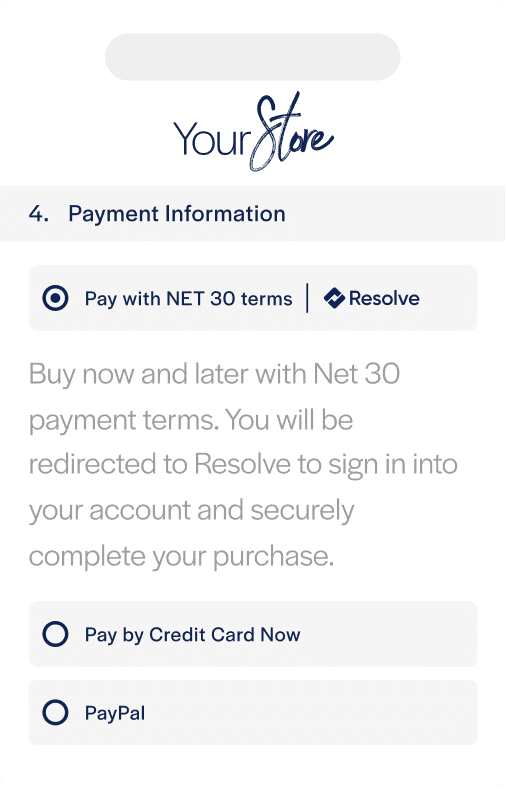 Your Store
4. Payment Information
Pay with NET 30 terms | Resolve
Buy now and later with Net 30
payment terms. You will be
redirected to Resolve to sign in into
your account and securely
complete your purchase.
Pay by Credit Card Now
PayPal